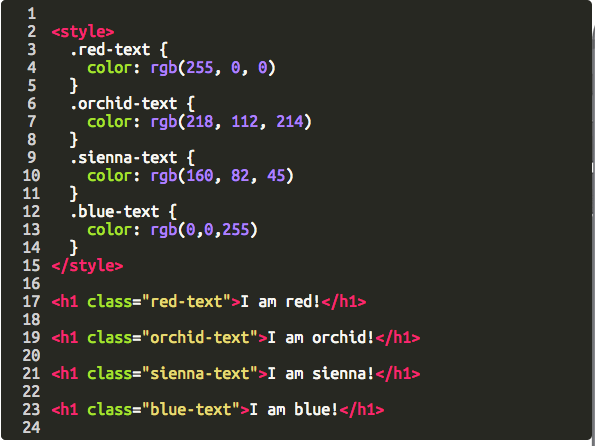 1
2 <style>
3   .red-text {
4     color: rgb(255, 0, 0)
5   }
6   .orchid-text {
7     color: rgb(218, 112, 214)
8   }
9   .sienna-text {
10     color: rgb(160, 82, 45)
11   }
12   .blue-text {
13     color: rgb(0,0,255)
14   }
15 </style>
16
17 <h1 class="red-text">I am red!</h1>
18
19 <h1 class="orchid-text">I am orchid!</h1>
20
21 <h1 class="sienna-text">I am sienna!</h1>
22
23 <h1 class="blue-text">I am blue!</h1>
24